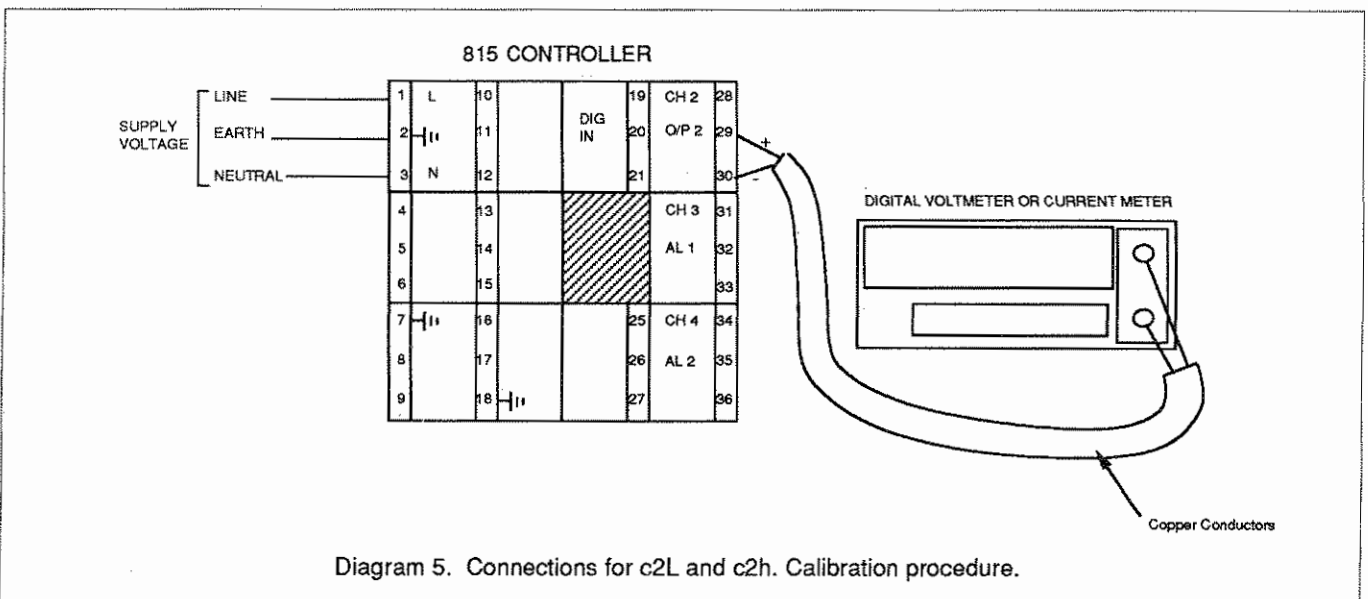 815 CONTROLLER
LINE 1 L 10 19 CH 2 28
SUPPLY VOLTAGE EARTH 2 11 DIG IN 20 O/P 2 29 +
NEUTRAL 3 N 12 21 30 -
4 13 CH 3 31
5 14 AL 1 32
6 15 33
7 16 25 CH 4 34
8 17 26 AL 2 35
9 18 27 36
DIGITAL VOLTMETER OR CURRENT METER
Copper Conductors
Diagram 5. Connections for c2L and c2h. Calibration procedure.